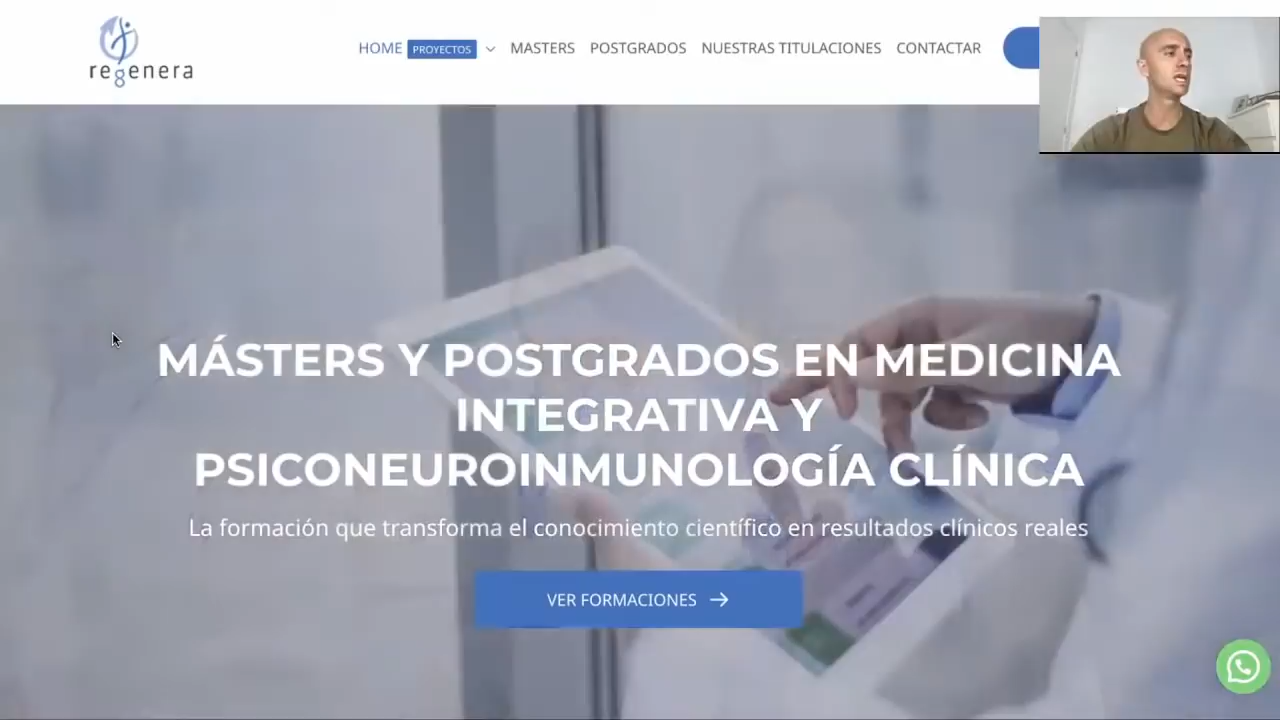 regenera
HOME PROYECTOS MASTERS POSTGRADOS NUESTRAS TITULACIONES CONTACTAR
MÁSTERS Y POSTGRADOS EN MEDICINA
INTEGRATIVA Y
PSICONEUROINMUNOLOGÍA CLÍNICA
La formación que transforma el conocimiento científico en resultados clínicos reales
VER FORMACIONES